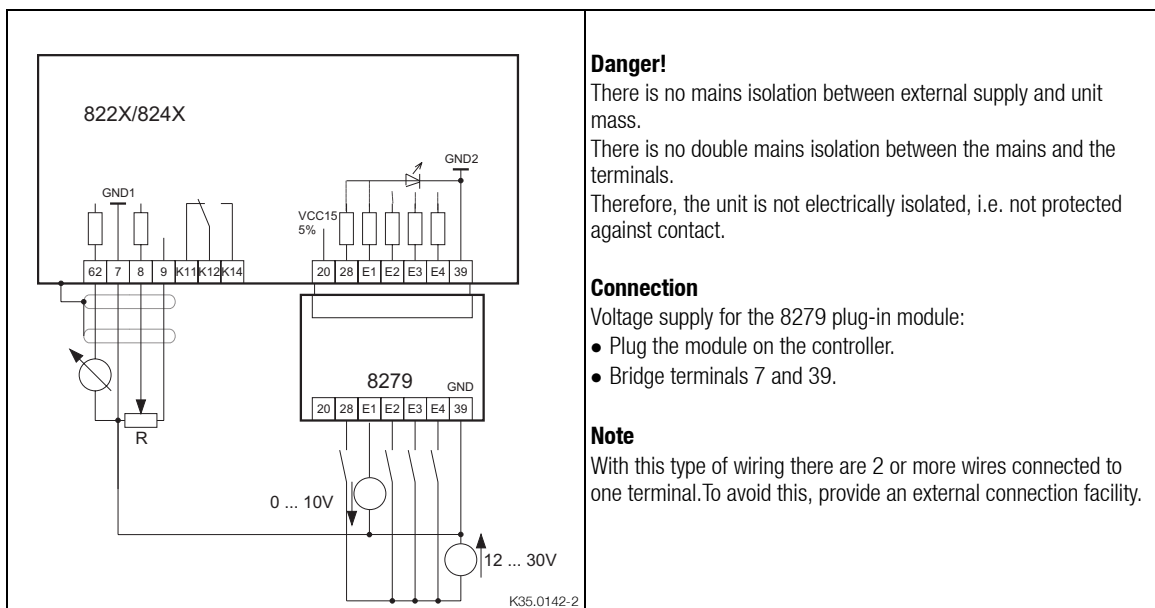 822X/824X
GND1
GND2
VCC15
5%
62 7 8 9 K11 K12 K14
20 28 E1 E2 E3 E4 39
8279
GND
20 28 E1 E2 E3 E4 39
R
0 ... 10V
12 ... 30V
K35.0142-2
Danger!
There is no mains isolation between external supply and unit
mass.
There is no double mains isolation between the mains and the
terminals.
Therefore, the unit is not electrically isolated, i.e. not protected
against contact.
Connection
Voltage supply for the 8279 plug-in module:
● Plug the module on the controller.
● Bridge terminals 7 and 39.
Note
With this type of wiring there are 2 or more wires connected to
one terminal.To avoid this, provide an external connection facility.